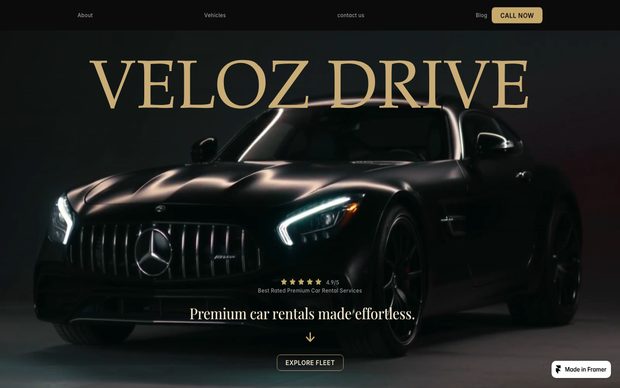 About
Vehicles
contact us
Blog
CALL NOW
VELOZ DRIVE
4.9/5
Best Rated Premium Car Rental Services
Premium car rentals made effortless.
EXPLORE FLEET
Made in Framer